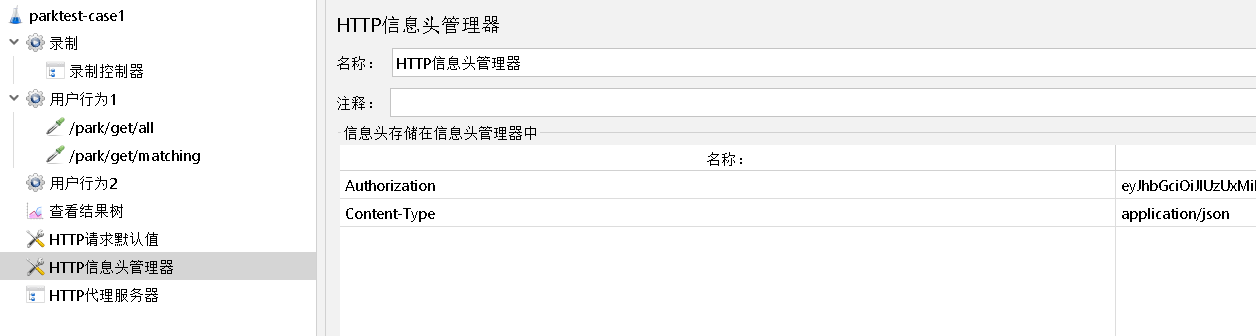 parktest-case1
录制
录制控制器
用户行为1
/park/get/all
/park/get/matching
用户行为2
查看结果树
HTTP请求默认值
HTTP信息头管理器
HTTP代理服务器
HTTP信息头管理器
名称： HTTP信息头管理器
注释：
信息头存储在信息头管理器中
名称：
Authorization
Content-Type application/json